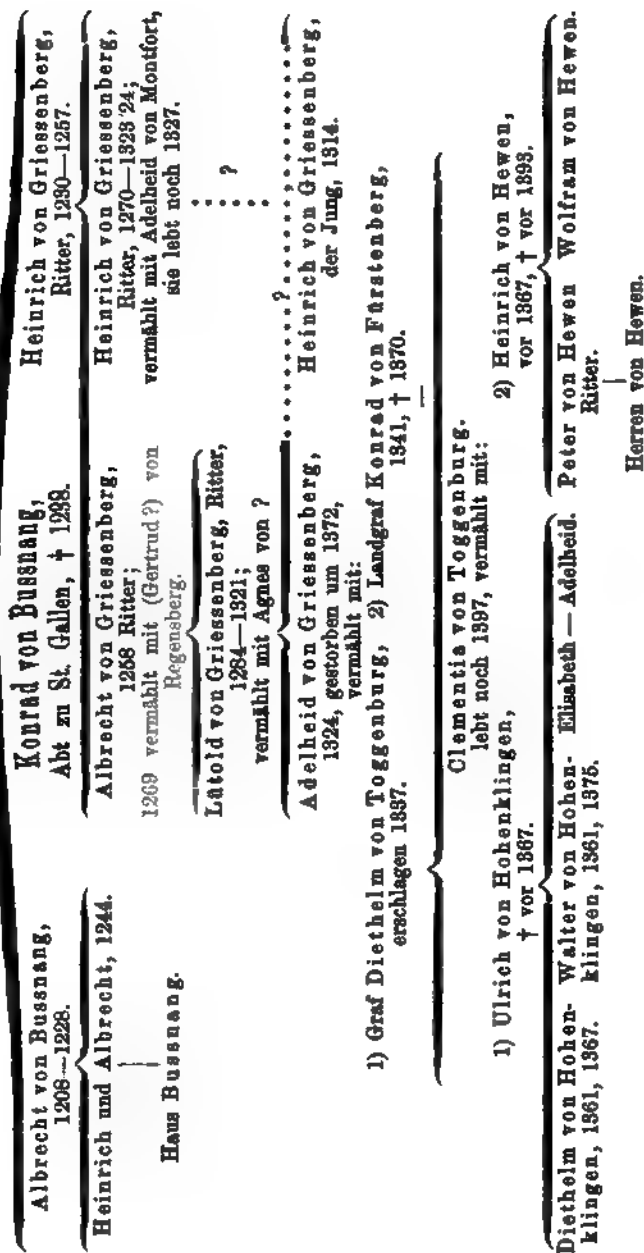 Albrecht von Bussnang,
1208—1228.
Konrad von Bussnang,
Abt zu St. Gallen, † 1239.
Heinrich von Griessenberg,
Ritter, 1230—1257.
Heinrich und Albrecht, 1244.
Haus Bussnang.
Albrecht von Griessenberg,
1258 Ritter;
1269 vermählt mit (Gertrud?) von
Regensberg.
Heinrich von Griessenberg,
Ritter, 1270—1323/24;
vermählt mit Adelheid von Montfort,
sie lebt noch 1327.
?
Lütold von Griessenberg, Ritter,
1284—1321;
vermählt mit Agnes von ?
?
Adelheid von Griessenberg,
1324, gestorben um 1372,
vermählt mit:
Heinrich von Griessenberg,
der Jung, 1314.
1) Graf Diethelm von Toggenburg,
erschlagen 1337.
2) Landgraf Konrad von Fürstenberg,
1341, † 1370.
Clementia von Toggenburg.
lebt noch 1397, vermählt mit:
1) Ulrich von Hohenklingen,
† vor 1367.
2) Heinrich von Hewen,
vor 1367, † vor 1393.
Diethelm von Hohen-
klingen, 1361, 1367.
Walter von Hohen-
klingen, 1361, 1375.
Elisabeth — Adelheid.
Peter von Hewen
Ritter.
Wolfram von Hewen.
Herren von Hewen.